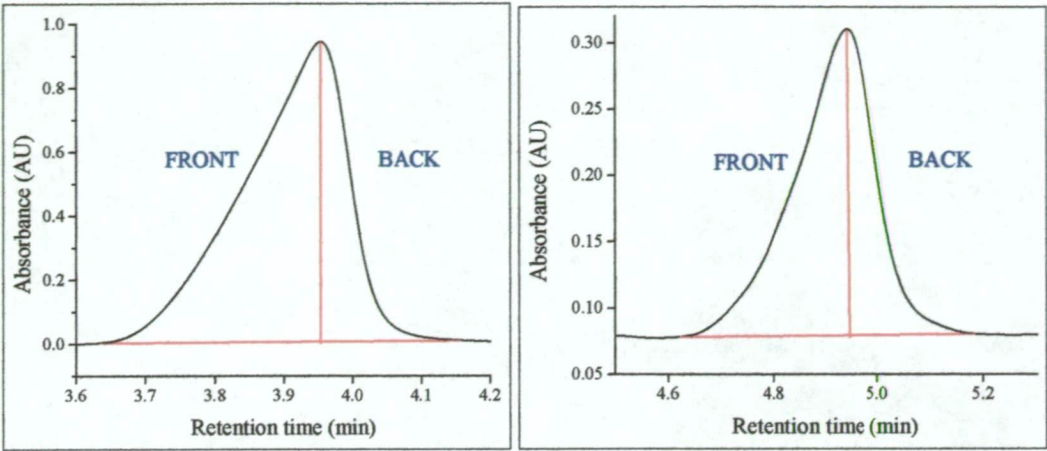 1.0
0.8
0.6
0.4
0.2
0.0
Absorbance (AU)
FRONT
BACK
3.6 3.7 3.8 3.9 4.0 4.1 4.2
Retention time (min)
0.30
0.25
0.20
0.15
0.10
0.05
Absorbance (AU)
FRONT
BACK
4.6 4.8 5.0 5.2
Retention time (min)